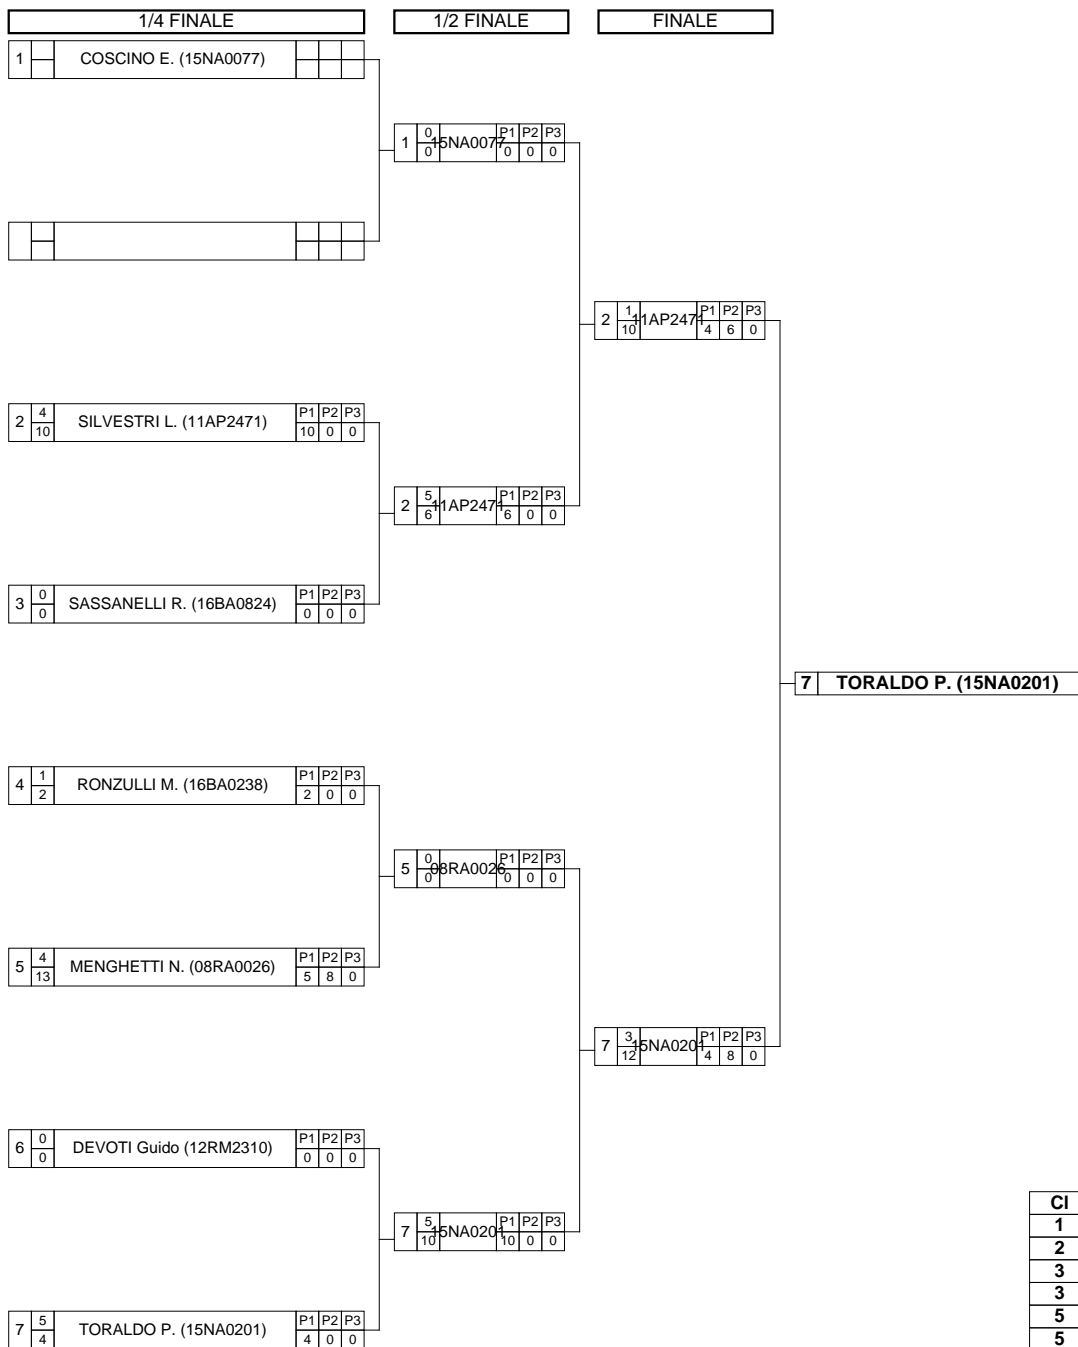 1/4 FINALE 1/2 FINALE FINALE
1 COSCINO E. (15NA0077)
1 0 0 15NA0077 P1 P2 P3
0 0 0
2 1 10 11AP2471 P1 P2 P3
4 6 0
2 4 10 SILVESTRI L. (11AP2471) P1 P2 P3
10 0 0
2 5 6 11AP2471 P1 P2 P3
6 0 0
3 0 0 SASSANELLI R. (16BA0824) P1 P2 P3
0 0 0
7 TORALDO P. (15NA0201)
4 1 2 RONZULLI M. (16BA0238) P1 P2 P3
2 0 0
5 0 0 08RA0026 P1 P2 P3
0 0 0
5 4 13 MENGHETTI N. (08RA0026) P1 P2 P3
5 8 0
7 3 12 15NA0201 P1 P2 P3
4 8 0
6 0 0 DEVOTI Guido (12RM2310) P1 P2 P3
0 0 0
7 5 10 15NA0201 P1 P2 P3
10 0 0
7 5 4 TORALDO P. (15NA0201) P1 P2 P3
4 0 0
Cl
1
2
3
3
5
5